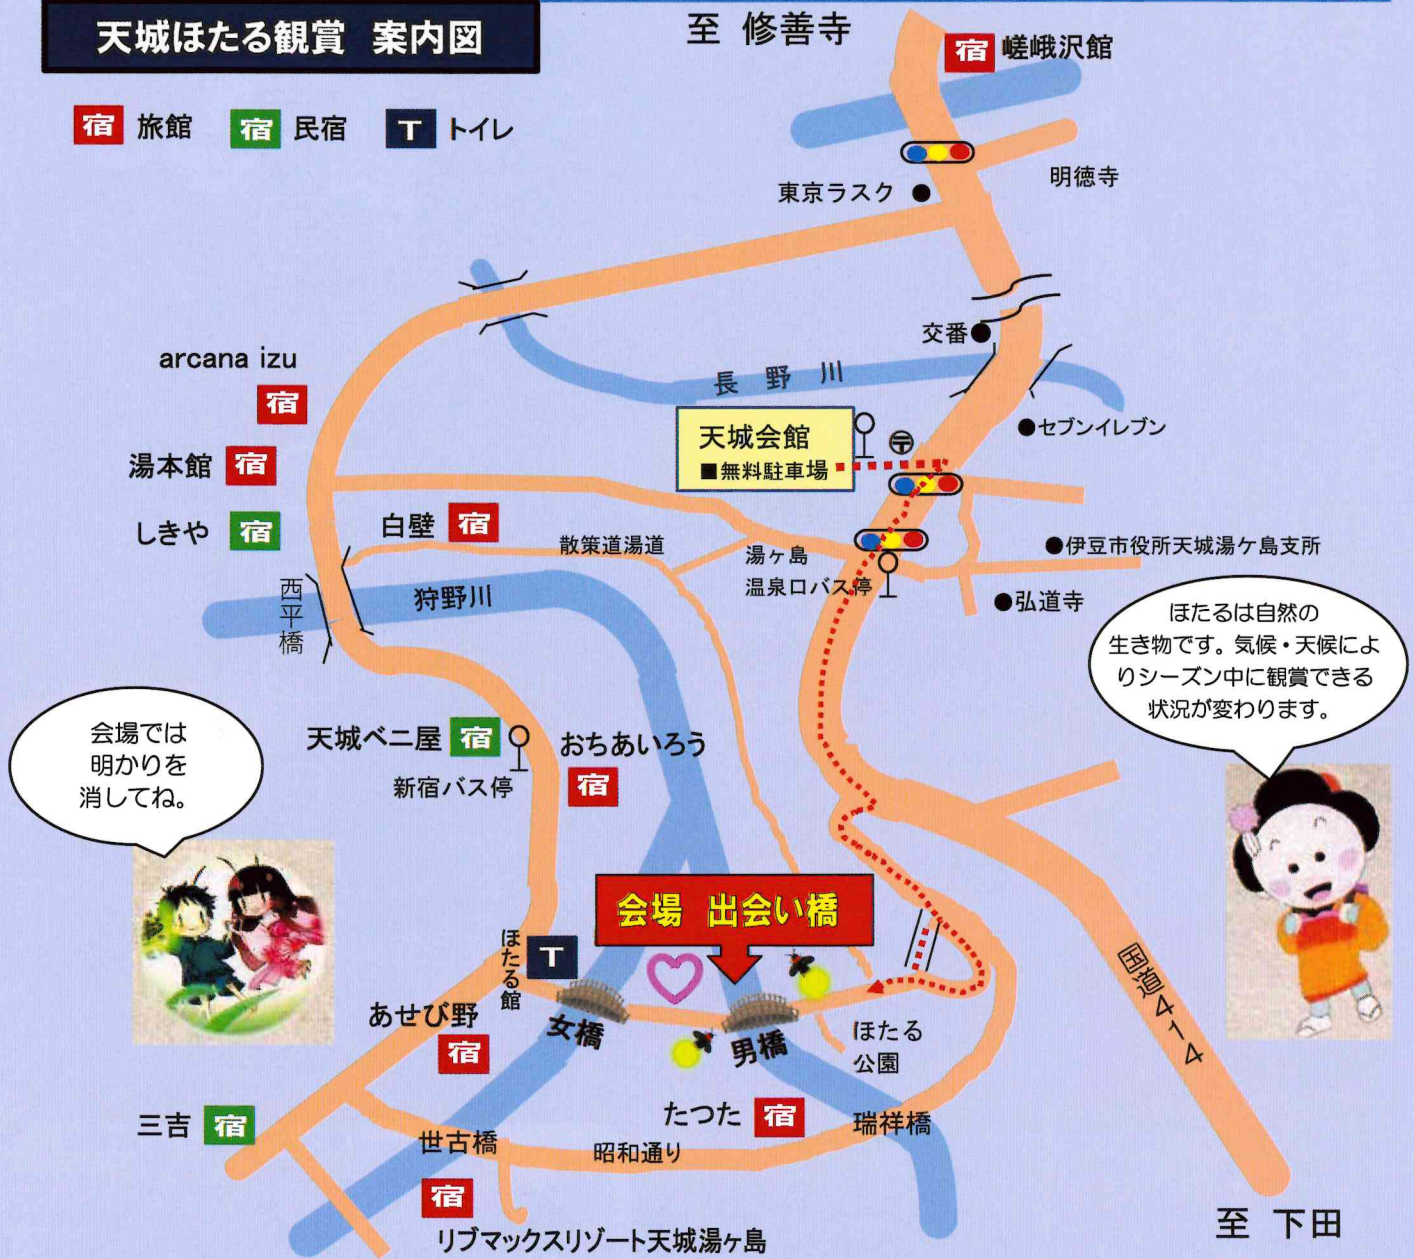 天城ほたる観賞 案内図
至 修善寺
宿 嵯峨沢館
宿 旅館 宿 民宿 T トイレ
明徳寺
東京ラスク
交番
arcana izu
宿
長野川
天城会館
■無料駐車場
〒
セブンイレブン
湯本館 宿
しきや 宿
白壁 宿
散策道湯道
湯ヶ島
温泉口バス停
伊豆市役所天城湯ケ島支所
弘道寺
西平橋
狩野川
ほたるは自然の
生き物です。気候・天候によ
りシーズン中に観賞できる
状況が変わります。
会場では
明かりを
消してね。
天城ベニ屋 宿
新宿バス停
おちあいろう
宿
会場 出会い橋
ほたる館
T
女橋
男橋
ほたる
公園
国道414
あせび野
宿
三吉 宿
たつた 宿
瑞祥橋
世古橋
昭和通り
宿
リブマックスリゾート天城湯ヶ島
至 下田